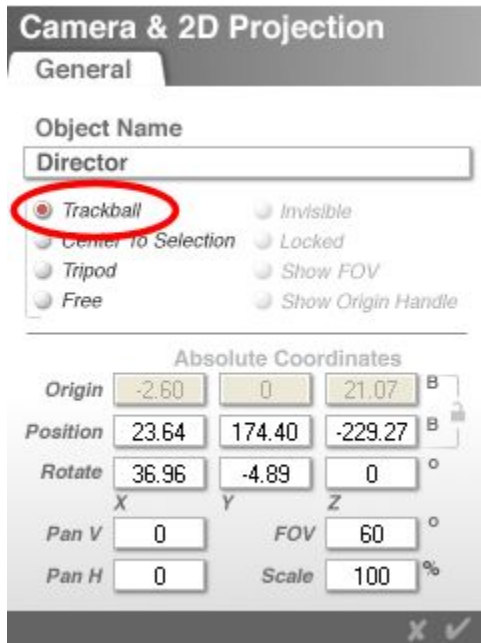 Camera & 2D Projection
General
Object Name
Director
Trackball Invisible
Center To Selection Locked
Tripod Show FOV
Free Show Origin Handle
Absolute Coordinates
Origin -2.60 0 21.07 B
Position 23.64 174.40 -229.27 B
Rotate 36.96 -4.89 0 °
X Y Z
Pan V 0 FOV 60 °
Pan H 0 Scale 100 %